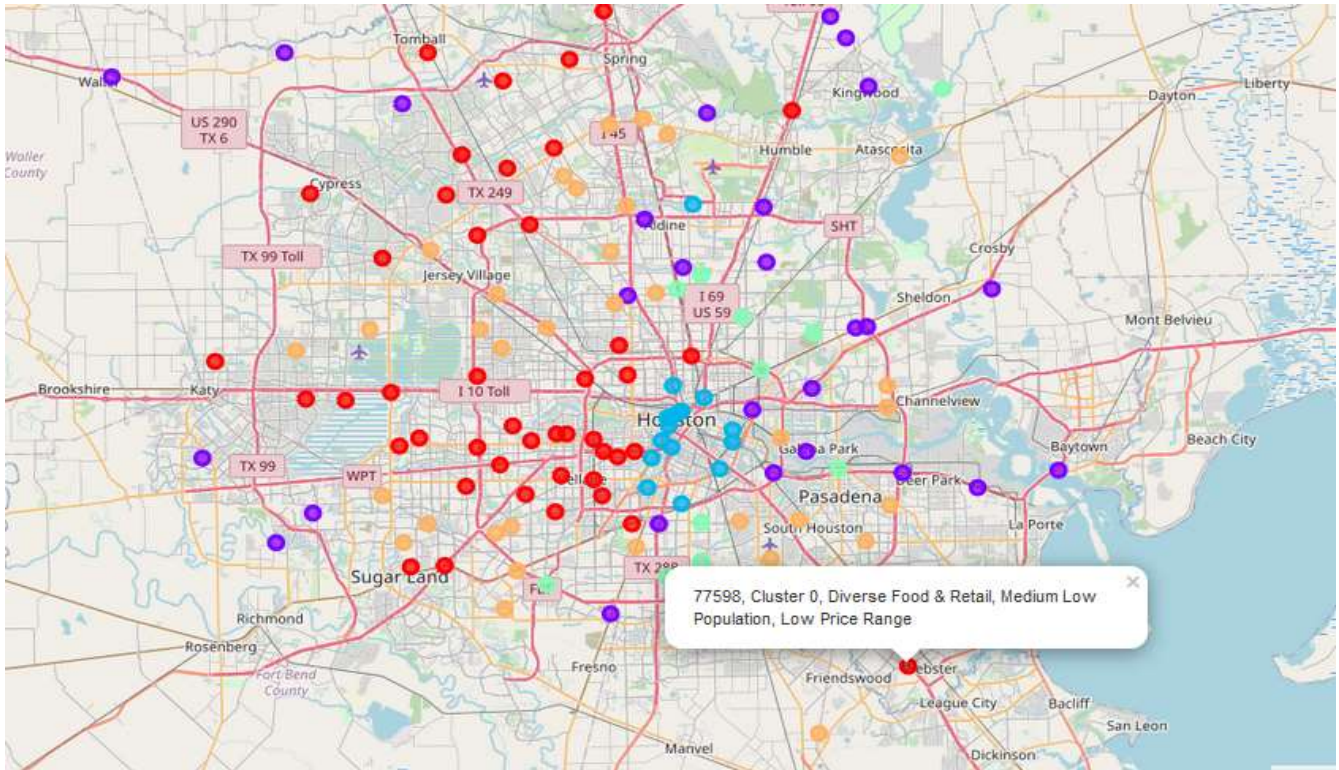 Tomball
Spring
Kingwood
Dayton
Liberty
US 290
TX 6
I 45
Waller
County
Humble
Atascocita
Cypress
TX 249
Aldine
SHT
Crosby
TX 99 Toll
Jersey Village
I 69
US 59
Sheldon
Mont Belvieu
Brookshire
Katy
I 10 Toll
Channelview
Houston
Beach City
Baytown
TX 99
WPT
Deer Park
Pasadena
La Porte
South Houston
Sugar Land
TX 288
77598, Cluster 0, Diverse Food & Retail, Medium Low
Population, Low Price Range
×
Richmond
Rosenberg
Fort Bend
County
Fresno
Friendswood
Webster
League City
Bacliff
San Leon
Manvel
Dickinson